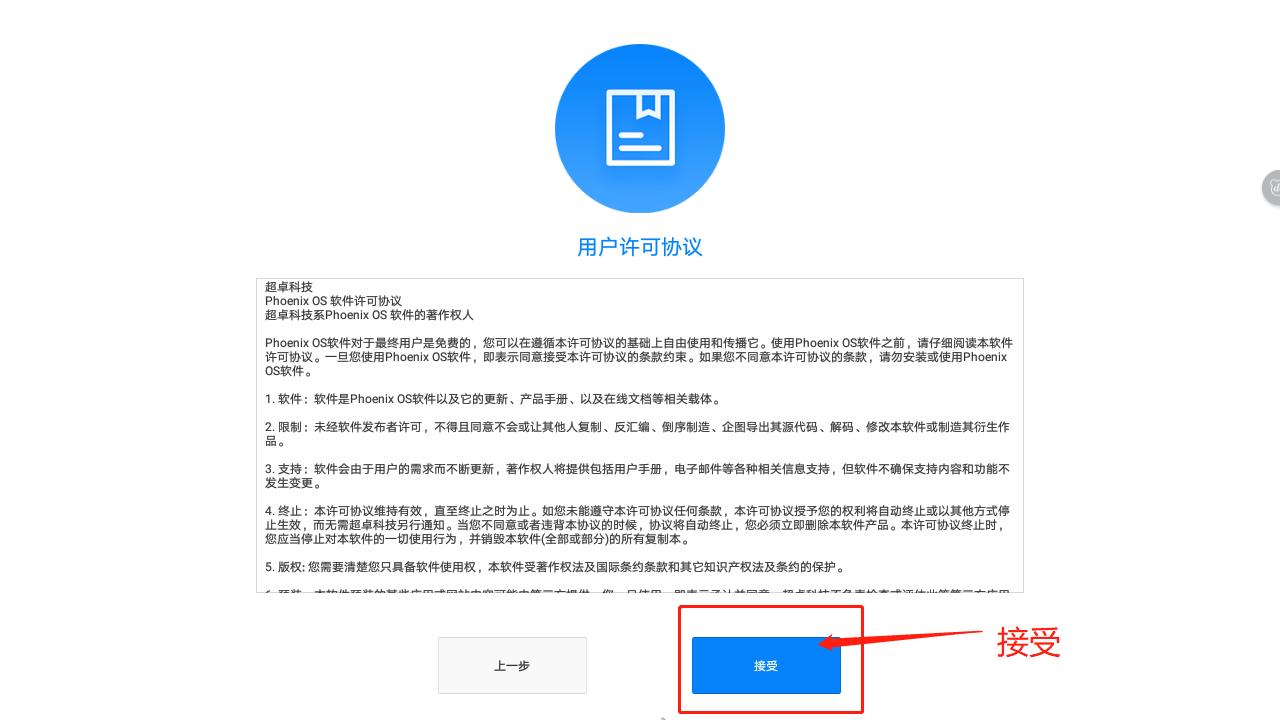 用户许可协议
超卓科技
Phoenix OS 软件许可协议
超卓科技系Phoenix OS 软件的著作权人
Phoenix OS软件对于最终用户是免费的，您可以在遵循本许可协议的基础上自由使用和传播它。使用Phoenix OS软件之前，请仔细阅读本软件
许可协议。一旦您使用Phoenix OS软件，即表示同意接受本许可协议的条款约束。如果您不同意本许可协议的条款，请勿安装或使用Phoenix
OS软件。
1. 软件：软件是Phoenix OS软件以及它的更新、产品手册、以及在线文档等相关载体。
2. 限制：未经软件发布者许可，不得且同意不会或让其他人复制、反汇编、倒序制造、企图导出其源代码、解码、修改本软件或制造其衍生作
品。
3. 支持：软件会由于用户的需求而不断更新，著作权人将提供包括用户手册，电子邮件等各种相关信息支持，但软件不确保支持内容和功能不
发生变更。
4. 终止：本许可协议维持有效，直至终止之时为止。如您未能遵守本许可协议任何条款，本许可协议授予您的权利将自动终止或以其他方式停
止生效，而无需超卓科技另行通知。当您不同意或者违背本协议的时候，协议将自动终止，您必须立即删除本软件产品。本许可协议终止时，
您应当停止对本软件的一切使用行为，并销毁本软件(全部或部分)的所有复制本。
5. 版权: 您需要清楚您只具备软件使用权，本软件受著作权法及国际条约条款和其它知识产权法及条约的保护。
上一步
接受
接受